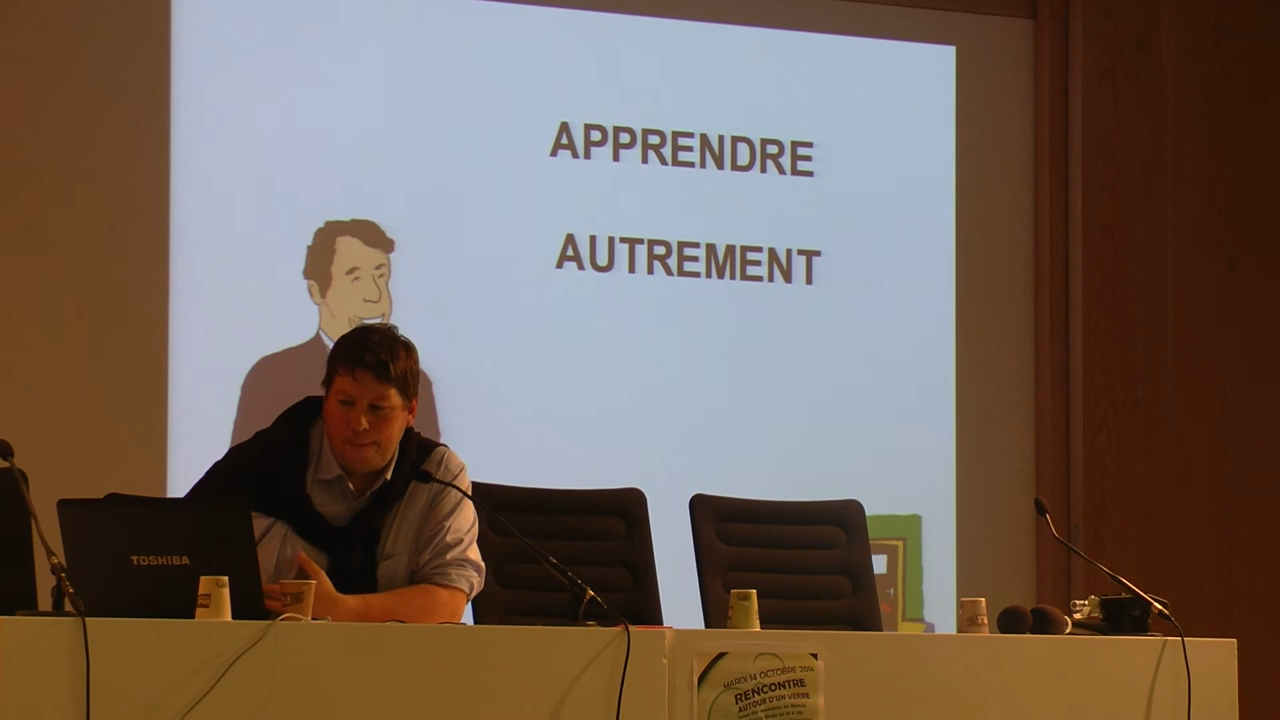 APPRENDRE
AUTREMENT
TOSHIBA
MARDI 14 OCTOBRE 2014
RENCONTRE
AUTOUR D'UN VERRE